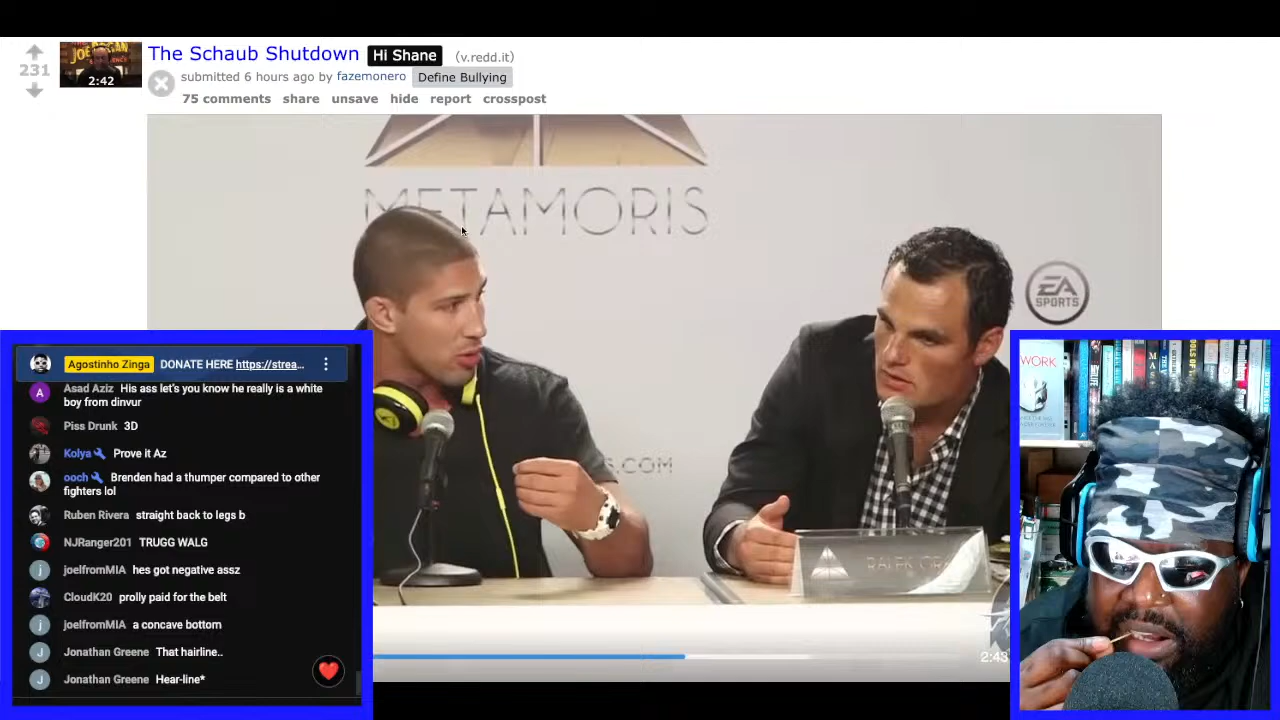 The Schaub Shutdown Hi Shane (v.redd.it)
231
2:42
submitted 6 hours ago by fazemonero Define Bullying
75 comments share unsave hide report crosspost
METAMORIS
EA
SPORTS
S.COM
RALEK GR
2:43
Agostinho Zinga DONATE HERE https://strea...
Asad Aziz His ass let's you know he really is a white
boy from dinvur
Piss Drunk 3D
Kolya Prove it Az
ooch Brenden had a thumper compared to other
fighters lol
Ruben Rivera straight back to legs b
NJRanger201 TRUGG WALG
joelfromMIA hes got negative assz
CloudK20 prolly paid for the belt
joelfromMIA a concave bottom
Jonathan Greene That hairline..
Jonathan Greene Hear-line*
WORK